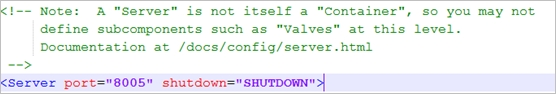 <!-- Note:  A "Server" is not itself a "Container", so you may not
define subcomponents such as "Valves" at this level.
Documentation at /docs/config/server.html
-->
<Server port="8005" shutdown="SHUTDOWN">